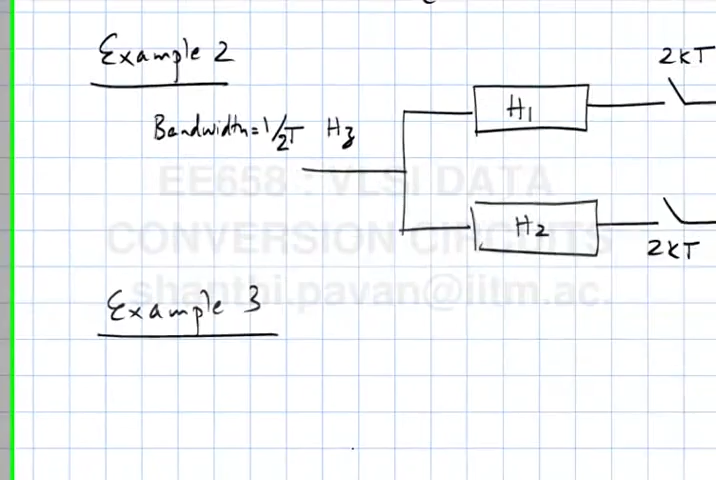 Example 2
2kT
H1
Bandwidth=1/2T Hz
EE658 : VLSI DATA
CONVERSION CIRCUITS
H2
2kT
shanthi.pavan@iitm.ac.
Example 3